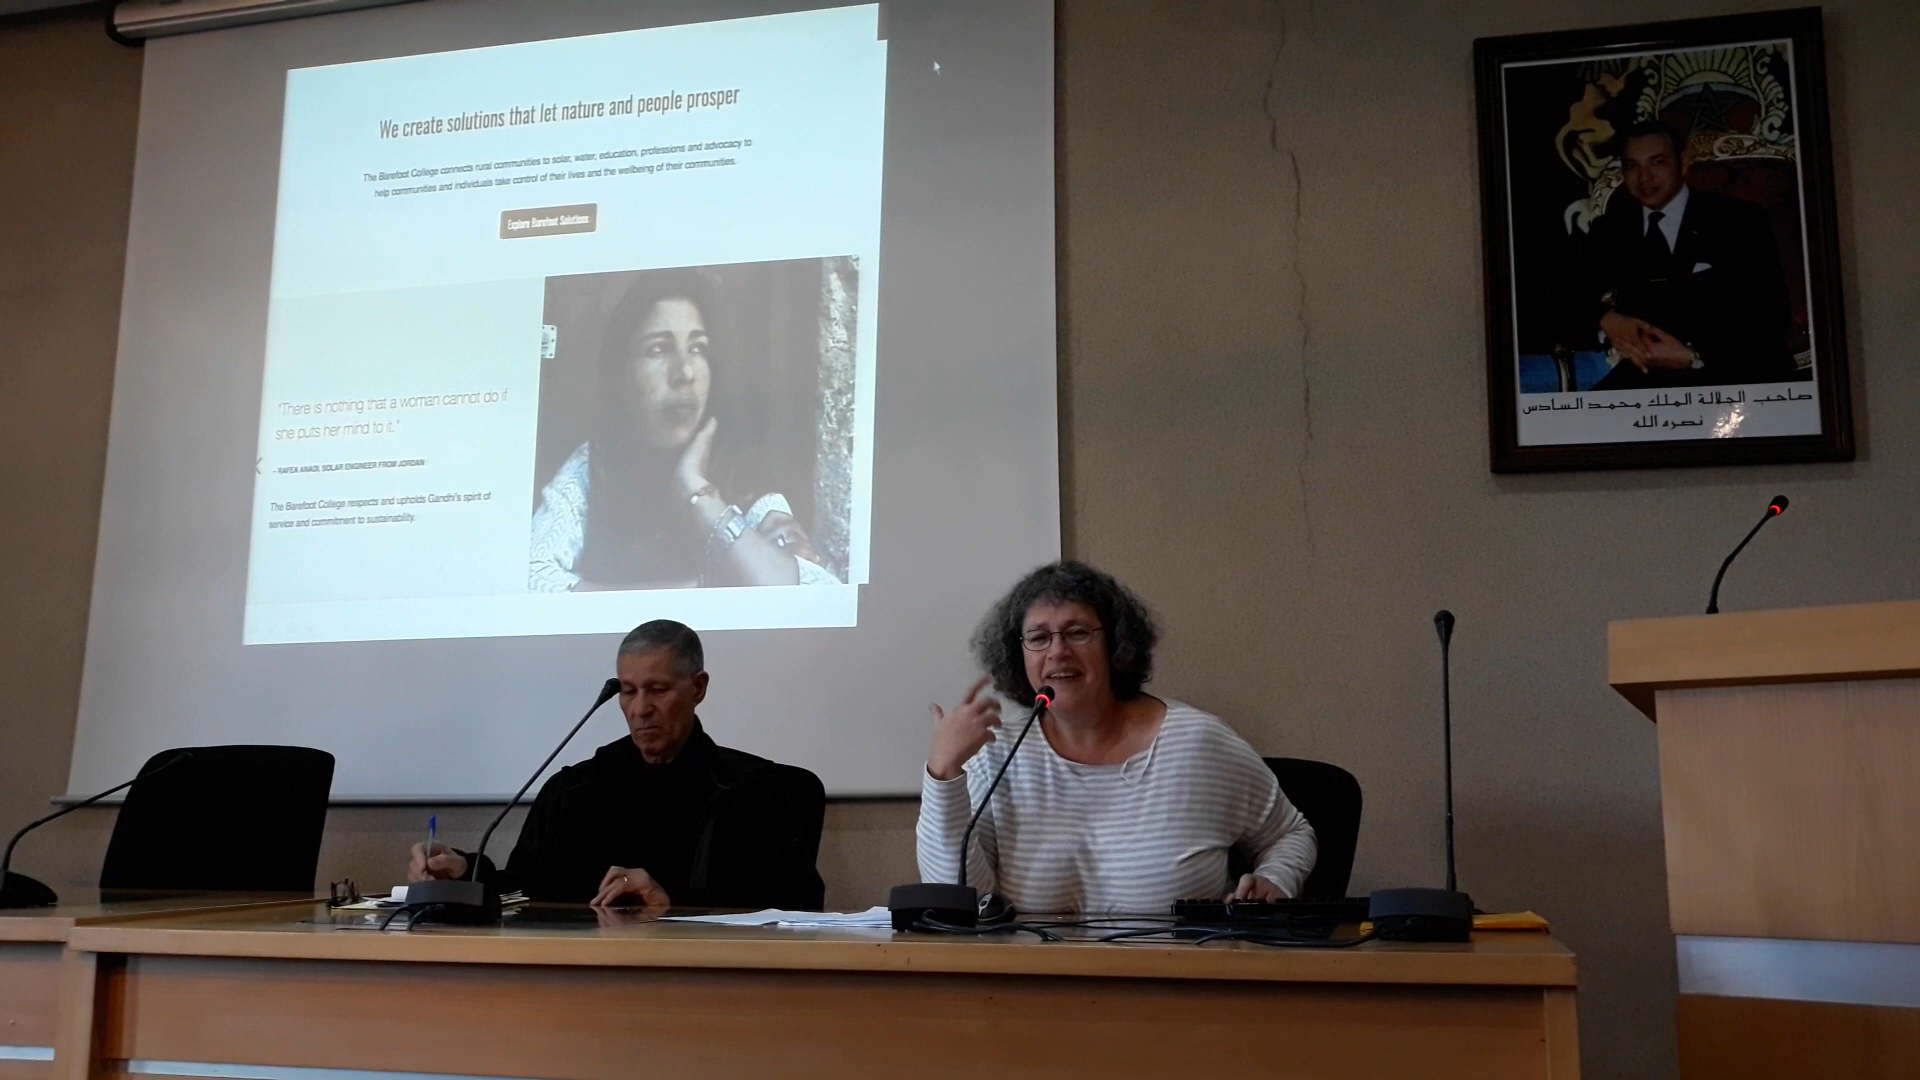 We create solutions that let nature and people prosper
The Barefoot College connects rural communities to solar, water, education, professions and advocacy to
help communities and individuals take control of their lives and the wellbeing of their communities.
Explore Barefoot Solutions
"There is nothing that a woman cannot do if
she puts her mind to it."
– RAFEA ANADI, SOLAR ENGINEER FROM JORDAN
The Barefoot College respects and upholds Gandhi's spirit of
service and commitment to sustainability.
صاحب الجلالة الملك محمد السادس
نصره الله